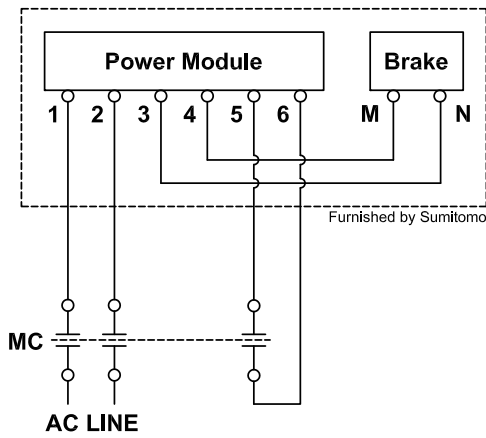 Power Module
Brake
1 2 3 4 5 6 M N
Furnished by Sumitomo
MC
AC LINE